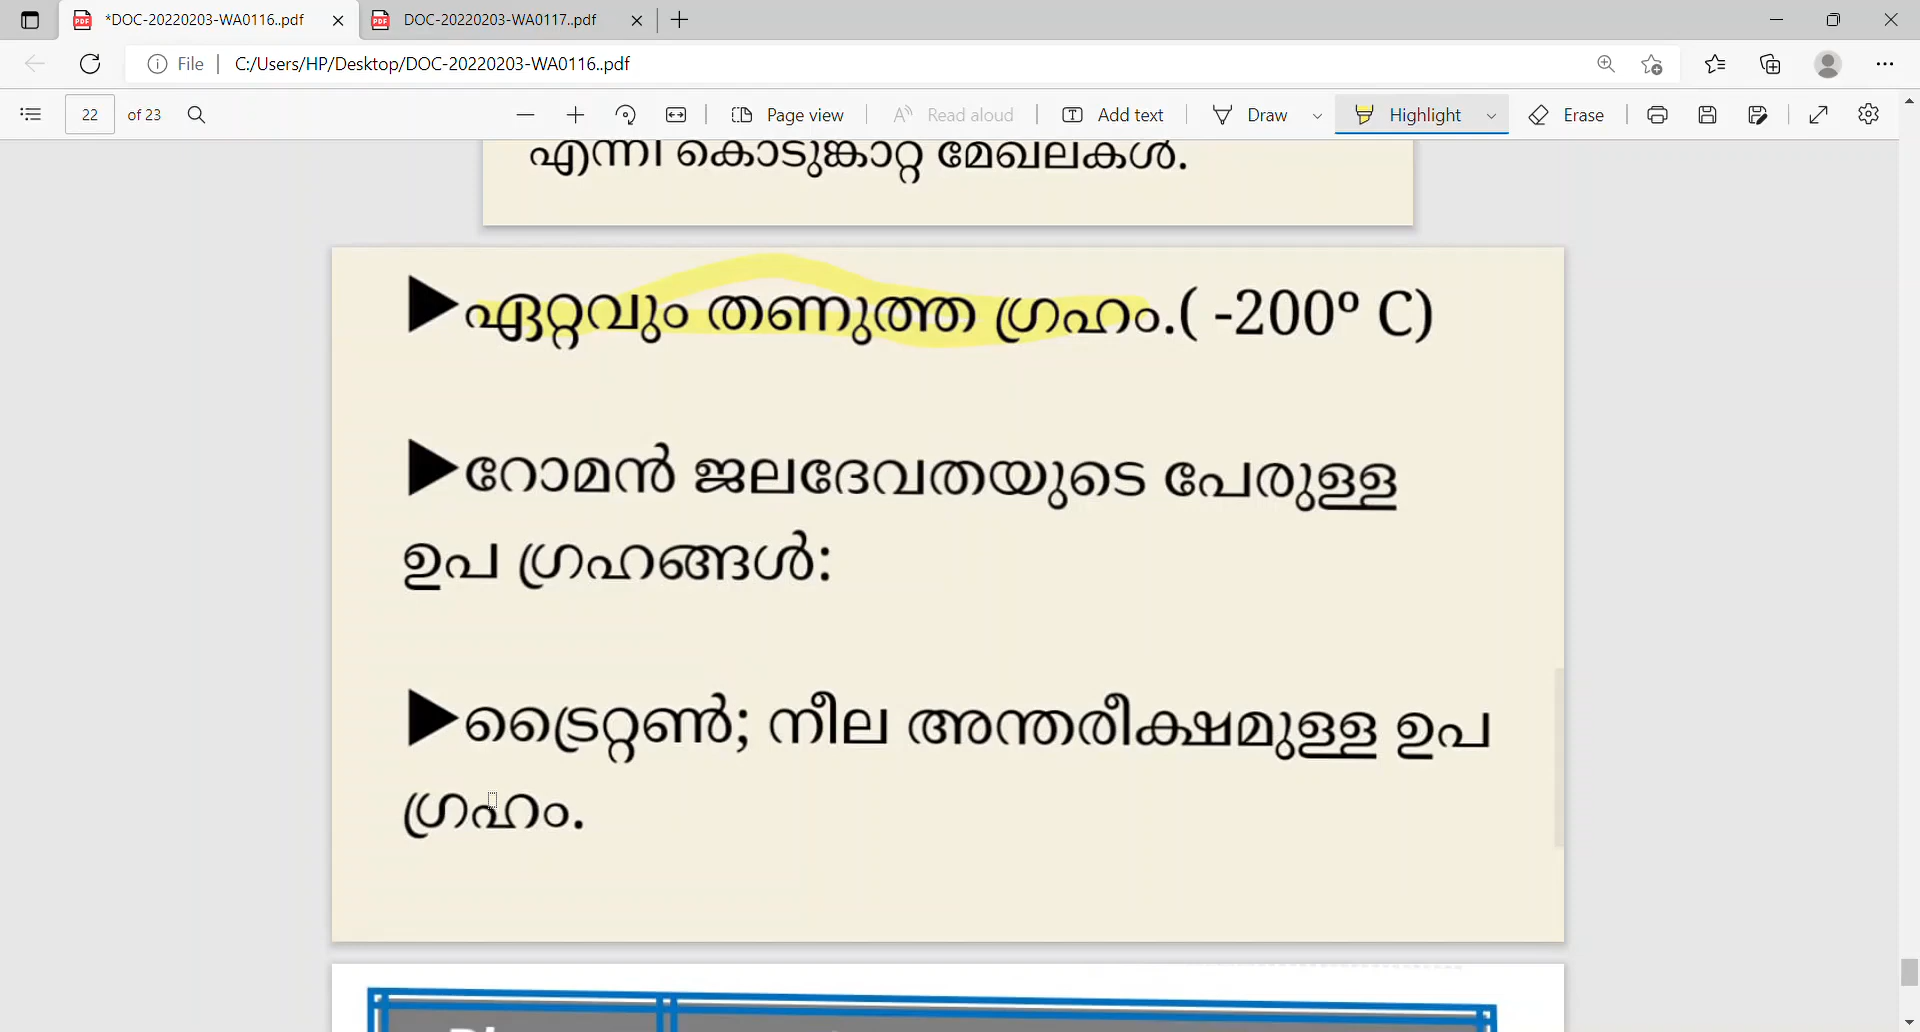 *DOC-20220203-WA0116..pdf
DOC-20220203-WA0117..pdf
File
C:/Users/HP/Desktop/DOC-20220203-WA0116..pdf
22 of 23
Page view
Read aloud
Add text
Draw
Highlight
Erase
എന്നി കൊടുങ്കാറ്റ മേഖലകൾ.
▶ഏറ്റവും തണുത്ത ഗ്രഹം.( -200º C)
▶റോമൻ ജലദേവതയുടെ പേരുള്ള
ഉപ ഗ്രഹങ്ങൾ:
▶ട്രൈറ്റൺ; നീല അന്തരീക്ഷമുള്ള ഉപ
ഗ്രഹം.